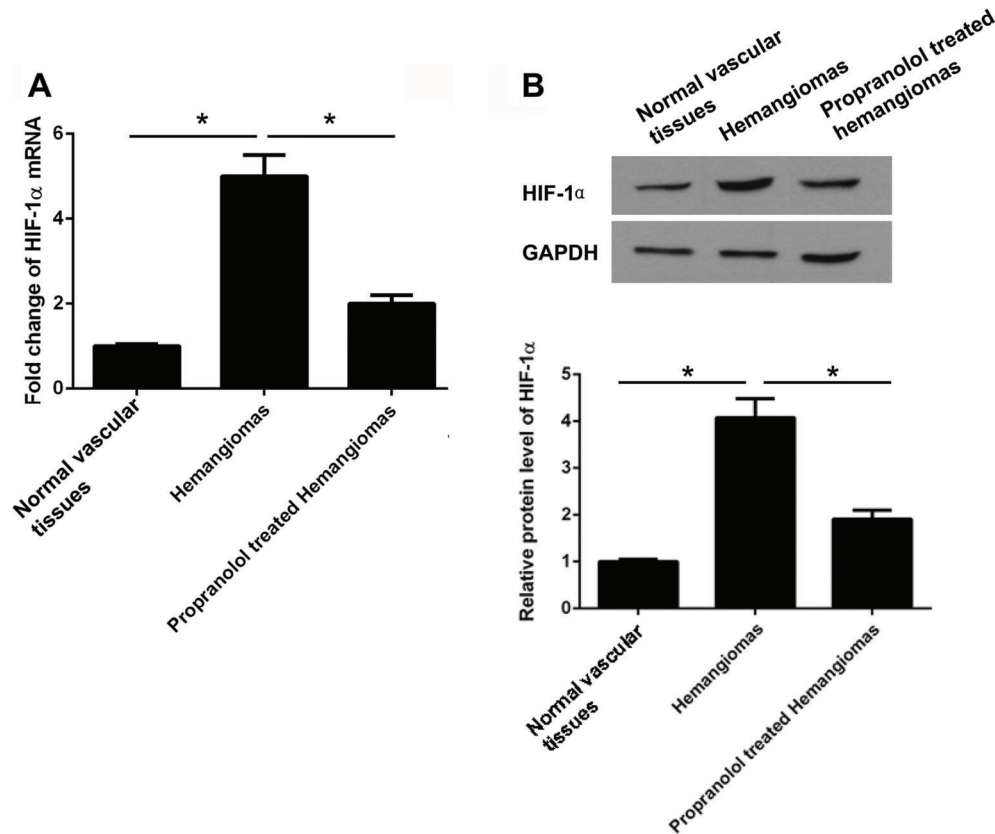 A
Fold change of HIF-1α mRNA
6
4
2
0
*
*
Normal vascular
tissues
Hemangiomas
Propranolol treated Hemangiomas
B
Normal vascular
tissues
Hemangiomas
Propranolol treated
hemangiomas
HIF-1α
GAPDH
Relative protein level of HIF-1α
5
4
3
2
1
0
*
*
Normal vascular
tissues
Hemangiomas
Propranolol treated Hemangiomas